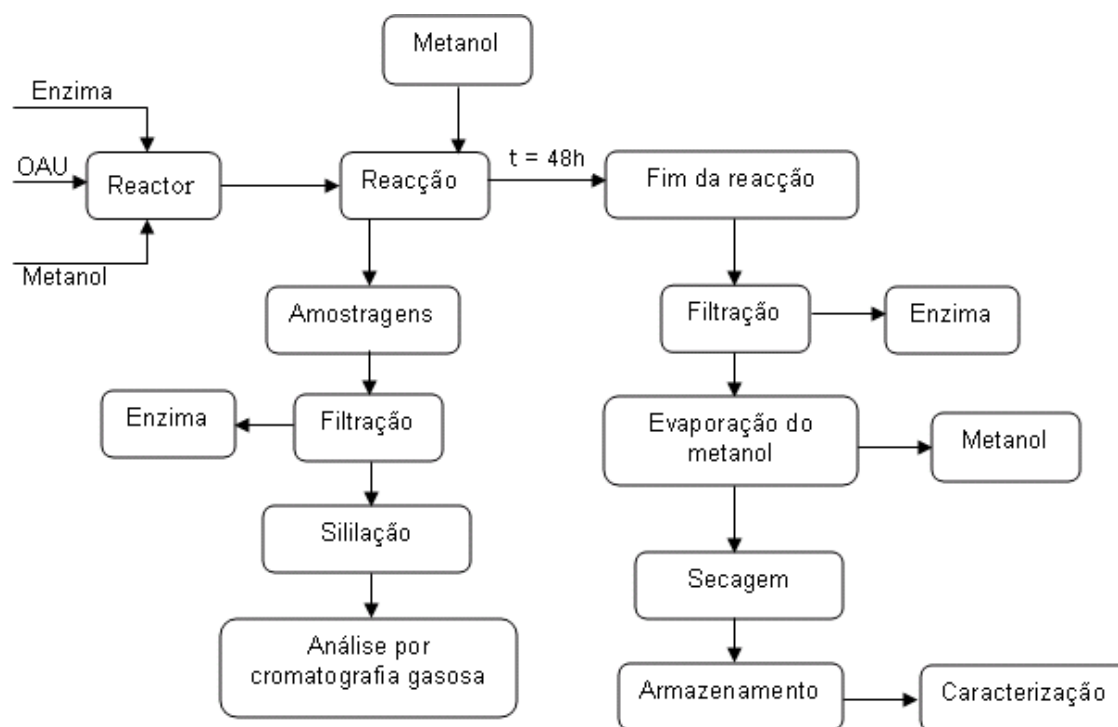 Metanol
Enzima
OAU
Reactor
Metanol
Reacção
t = 48h
Fim da reacção
Amostragens
Filtração
Enzima
Enzima
Filtração
Evaporação do
metanol
Metanol
Sililação
Secagem
Análise por
cromatografia gasosa
Armazenamento
Caracterização